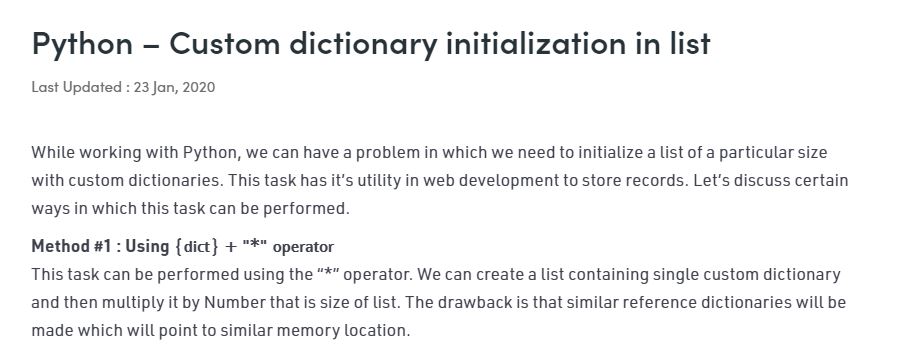 Python – Custom dictionary initialization in list
Last Updated : 23 Jan, 2020
While working with Python, we can have a problem in which we need to initialize a list of a particular size
with custom dictionaries. This task has it’s utility in web development to store records. Let’s discuss certain
ways in which this task can be performed.
Method #1 : Using {dict} + "*" operator
This task can be performed using the “*” operator. We can create a list containing single custom dictionary
and then multiply it by Number that is size of list. The drawback is that similar reference dictionaries will be
made which will point to similar memory location.